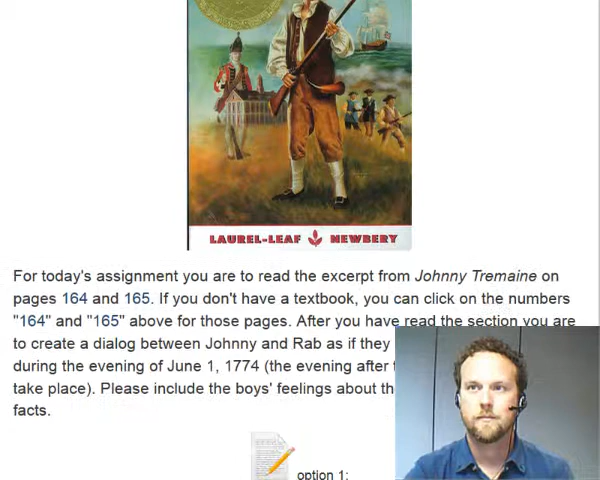 LAUREL-LEAF NEWBERY
For today's assignment you are to read the excerpt from Johnny Tremaine on
pages 164 and 165. If you don't have a textbook, you can click on the numbers
"164" and "165" above for those pages. After you have read the section you are
to create a dialog between Johnny and Rab as if they
during the evening of June 1, 1774 (the evening after
take place). Please include the boys' feelings about
facts.
option 1: